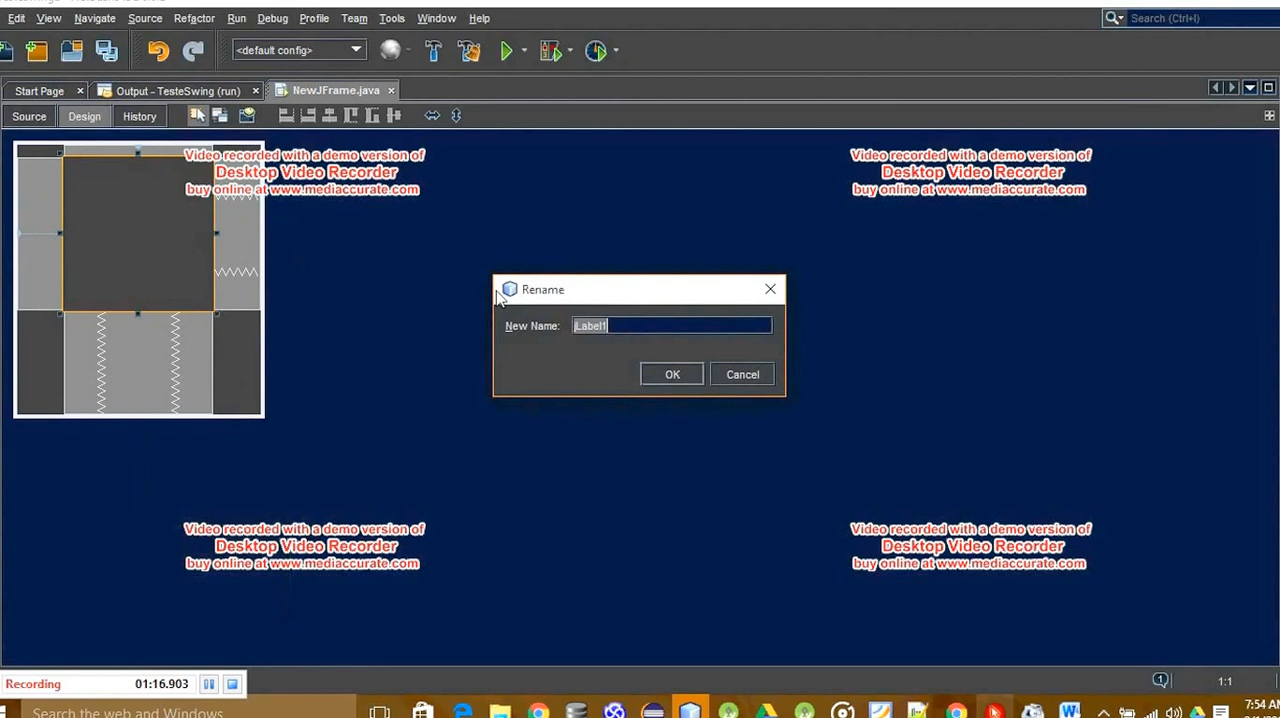 Edit View Navigate Source Refactor Run Debug Profile Team Tools Window Help Search (Ctrl+I)
<default config>
Start Page Output - TesteSwing (run) NewJFrame.java
Source Design History
Video recorded with a demo version of
Desktop Video Recorder
buy online at www.mediaccurate.com
Video recorded with a demo version of
Desktop Video Recorder
buy online at www.mediaccurate.com
Rename
New Name: jLabel1
OK Cancel
Video recorded with a demo version of
Desktop Video Recorder
buy online at www.mediaccurate.com
Video recorded with a demo version of
Desktop Video Recorder
buy online at www.mediaccurate.com
Recording 01:16.903 1 1:1
Search the web and Windows 7:54 AM